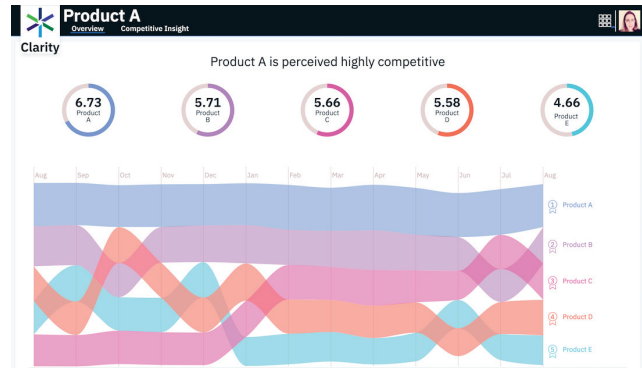 Product A
Overview Competitive Insight
Clarity
Product A is perceived highly competitive
6.73
Product
A
5.71
Product
B
5.66
Product
C
5.58
Product
D
4.66
Product
E
Aug Sep Oct Nov Dec Jan Feb Mar Apr May Jun Jul Aug
1 Product A
2 Product B
3 Product C
4 Product D
5 Product E